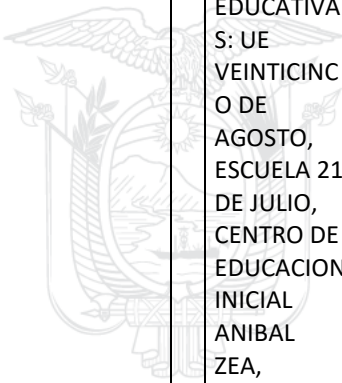 EDUCATIVA
S: UE
VEINTICINC
O DE
AGOSTO,
ESCUELA 21
DE JULIO,
CENTRO DE
EDUCACION
INICIAL
ANIBAL
ZEA,